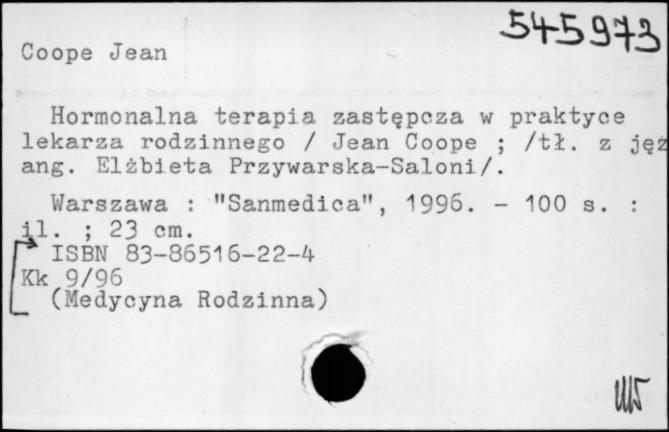 545973
Coope Jean
Hormonalna terapia zastępcza w praktyce
lekarza rodzinnego / Jean Coope ; /tł. z jęz
ang. Elżbieta Przywarska-Saloni/.
Warszawa : "Sanmedica", 1996. - 100 s. :
il. ; 23 cm.
ISBN 83-86516-22-4
Kk 9/96
(Medycyna Rodzinna)